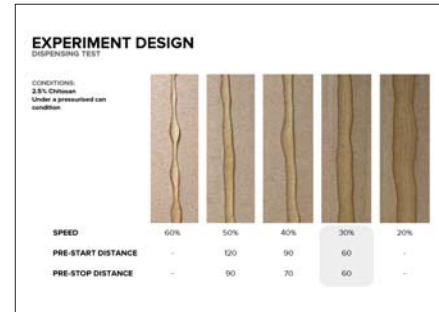 EXPERIMENT DESIGN
DISPENSING TEST
CONDITIONS:
2.5% Chitosan
Under a pressurised can
condition
SPEED 60% 50% 40% 30% 20%
PRE-START DISTANCE - 120 90 60 -
PRE-STOP DISTANCE - 90 70 60 -